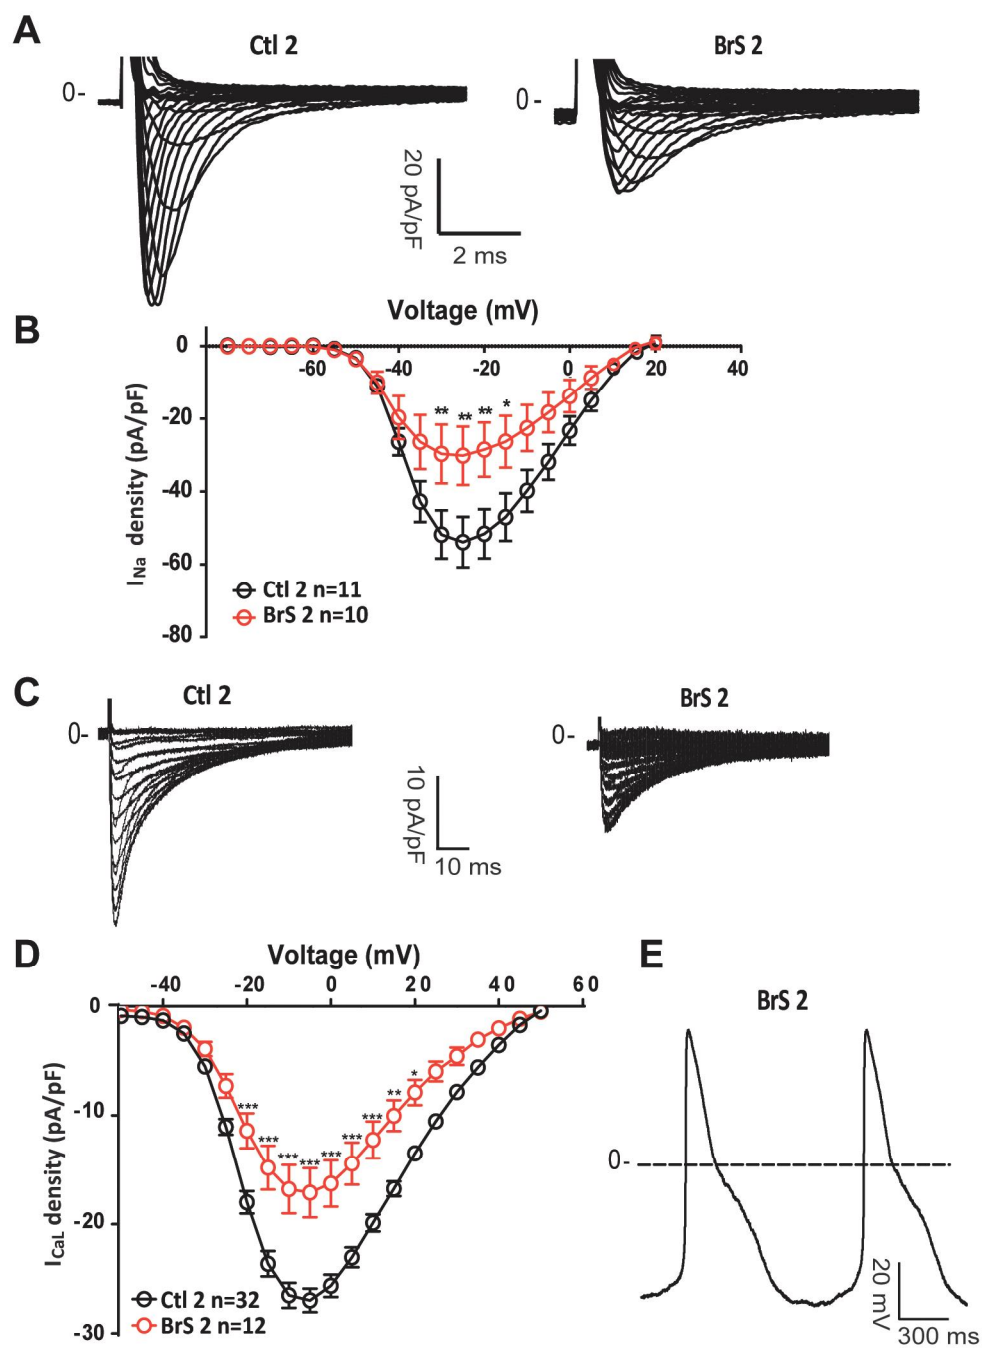 A
Ctl 2
BrS 2
0-
0-
20 pA/pF
2 ms
B
Voltage (mV)
0
-60
-40
-20
0
20
40
-20
-40
-60
-80
INa density (pA/pF)
** ** ** *
Ctl 2 n=11
BrS 2 n=10
C
Ctl 2
BrS 2
0-
0-
10 pA/pF
10 ms
D
Voltage (mV)
-40
-20
0
20
40
60
0
-10
-20
-30
ICaL density (pA/pF)
*** *** *** *** *** *** *** ** *
Ctl 2 n=32
BrS 2 n=12
E
BrS 2
0-
20 mV
300 ms